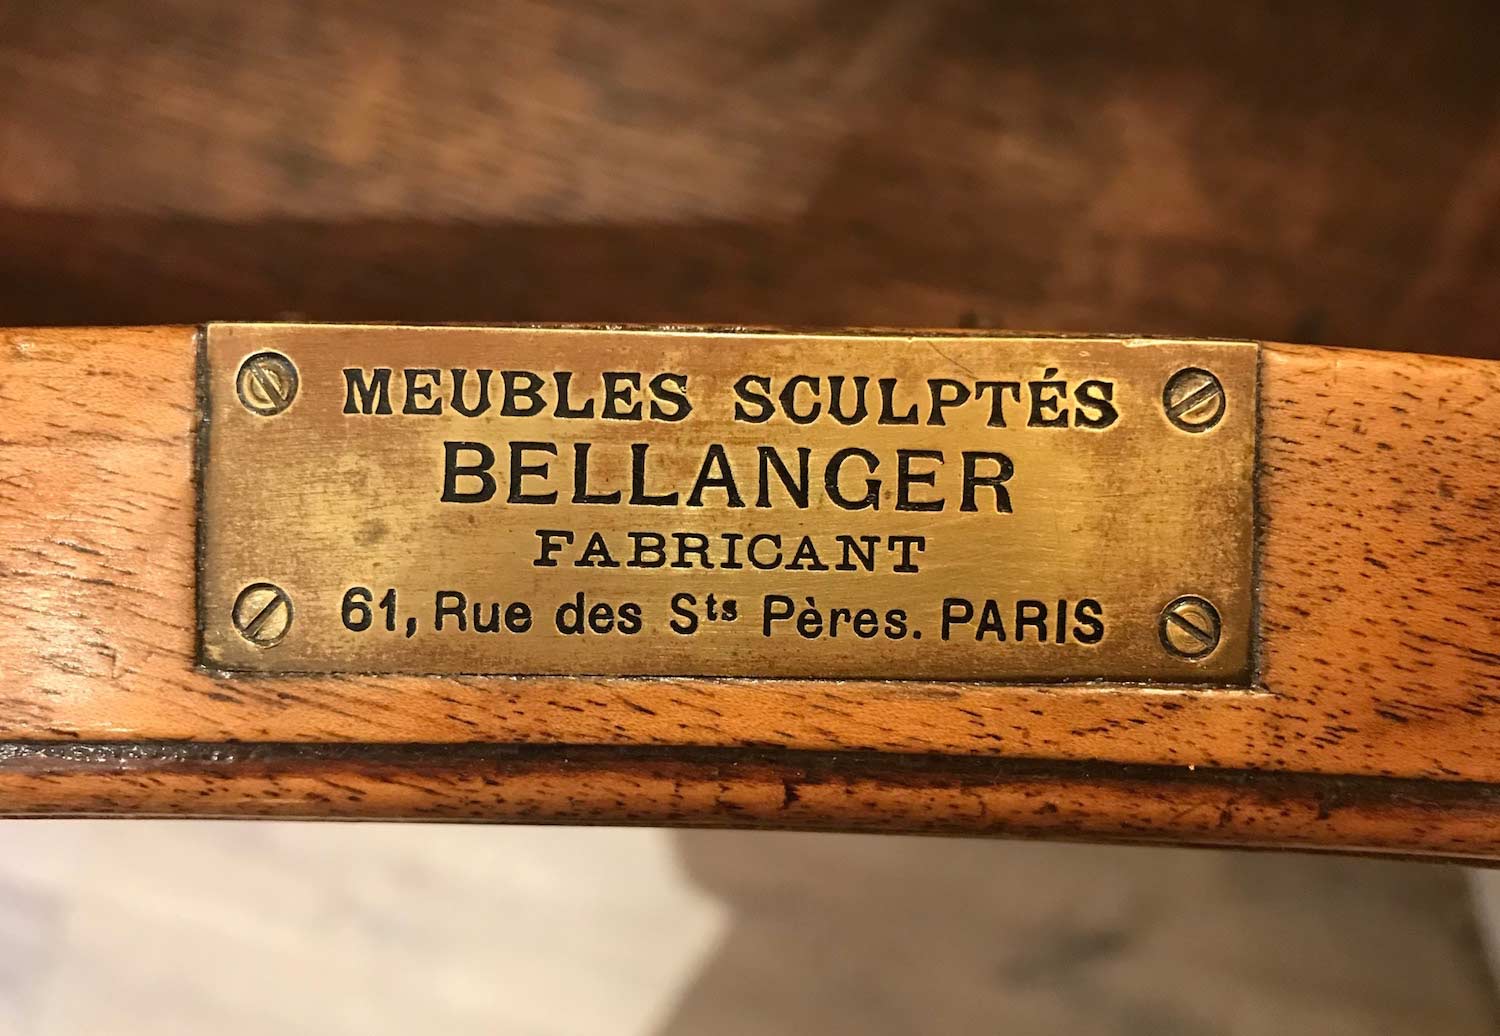 MEUBLES SCULPTÉS
BELLANGER
FABRICANT
61, Rue des Sts Pères. PARIS